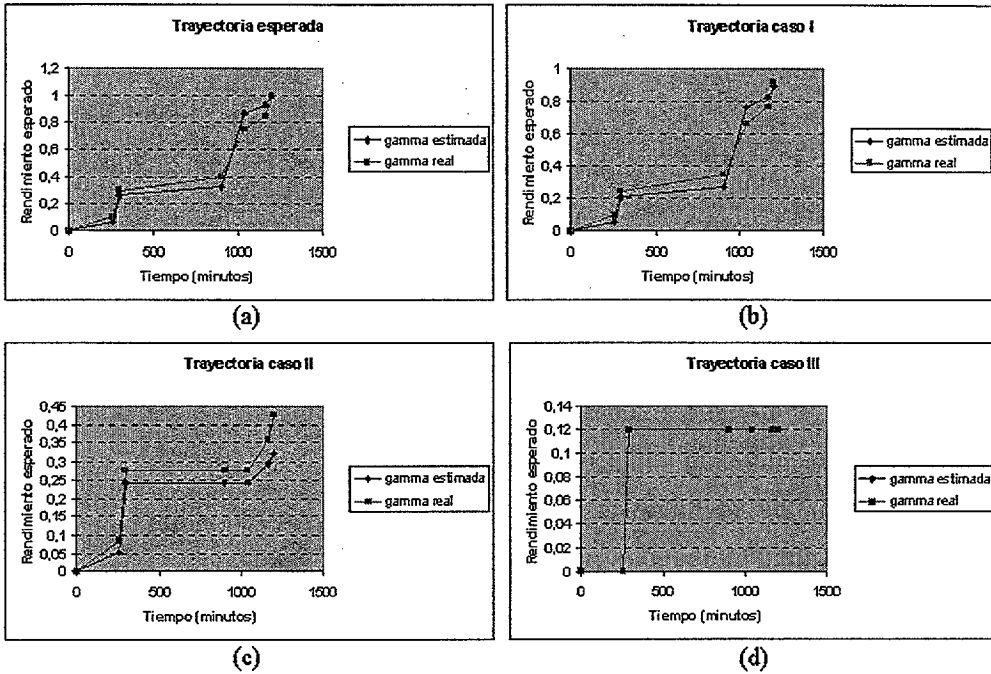 Trayectoria esperada
Rendimiento esperado
1,2
1
0,8
0,6
0,4
0,2
0
0 500 1000 1500
Tiempo (minutos)
gamma estimada
gamma real
(a)
Trayectoria caso I
Rendimiento esperado
1
0,8
0,6
0,4
0,2
0
0 500 1000 1500
Tiempo (minutos)
gamma estimada
gamma real
(b)
Trayectoria caso II
Rendimiento esperado
0,45
0,4
0,35
0,3
0,25
0,2
0,15
0,1
0,05
0
0 500 1000 1500
Tiempo (minutos)
gamma estimada
gamma real
(c)
Trayectoria caso III
Rendimiento esperado
0,14
0,12
0,1
0,08
0,06
0,04
0,02
0
0 500 1000 1500
Tiempo (minutos)
gamma estimada
gamma real
(d)